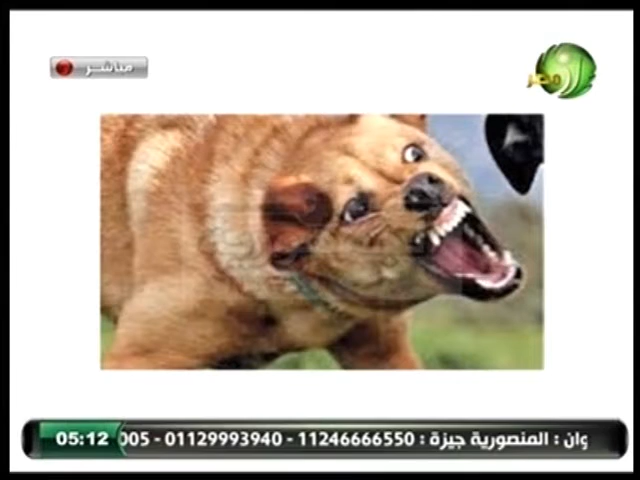 مباشر
مصر
وان : المنصورية جيزة : 11246666550 - 01129993940 - 005
05:12